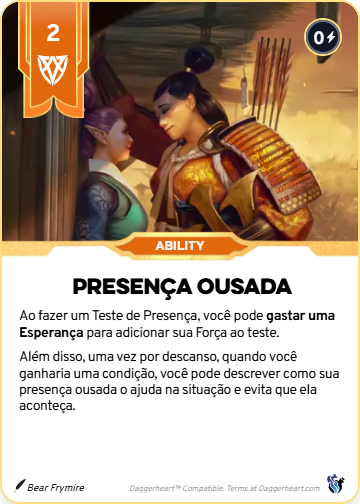 2
0
ABILITY
PRESENÇA OUSADA
Ao fazer um Teste de Presença, você pode gastar uma
Esperança para adicionar sua Força ao teste.
Além disso, uma vez por descanso, quando você
ganharia uma condição, você pode descrever como sua
presença ousada o ajuda na situação e evita que ela
aconteça.
Bear Frymire
Daggerheart™ Compatible. Terms at Daggerheart.com